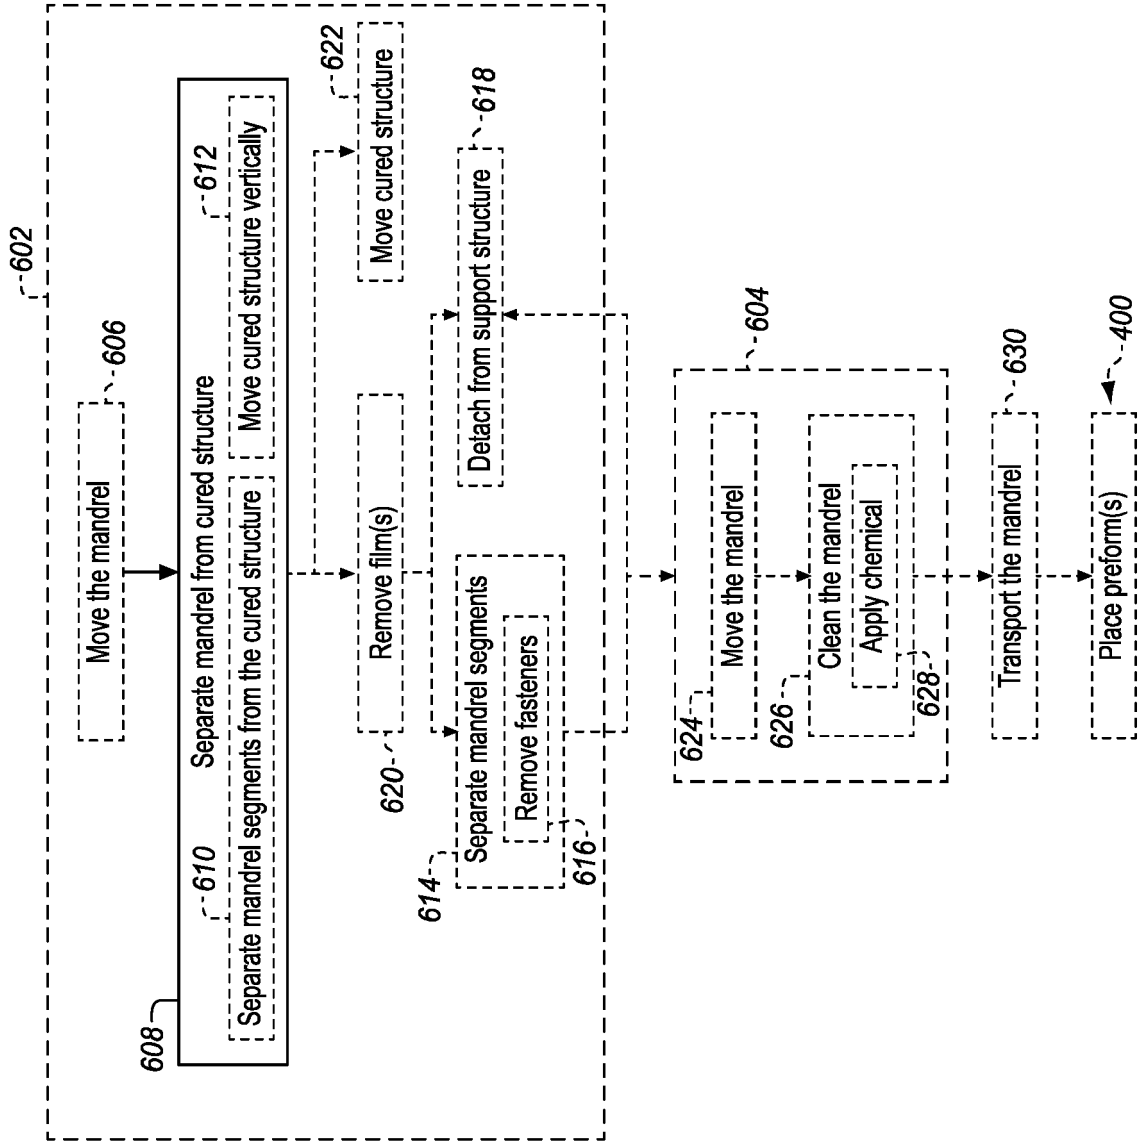 602
Move the mandrel
606
608
Separate mandrel from cured structure
610
Separate mandrel segments from the cured structure
612
Move cured structure vertically
620
Remove film(s)
622
Move cured structure
614
Separate mandrel segments
616
Remove fasteners
618
Detach from support structure
604
624
Move the mandrel
626
Clean the mandrel
628
Apply chemical
630
Transport the mandrel
400
Place preform(s)